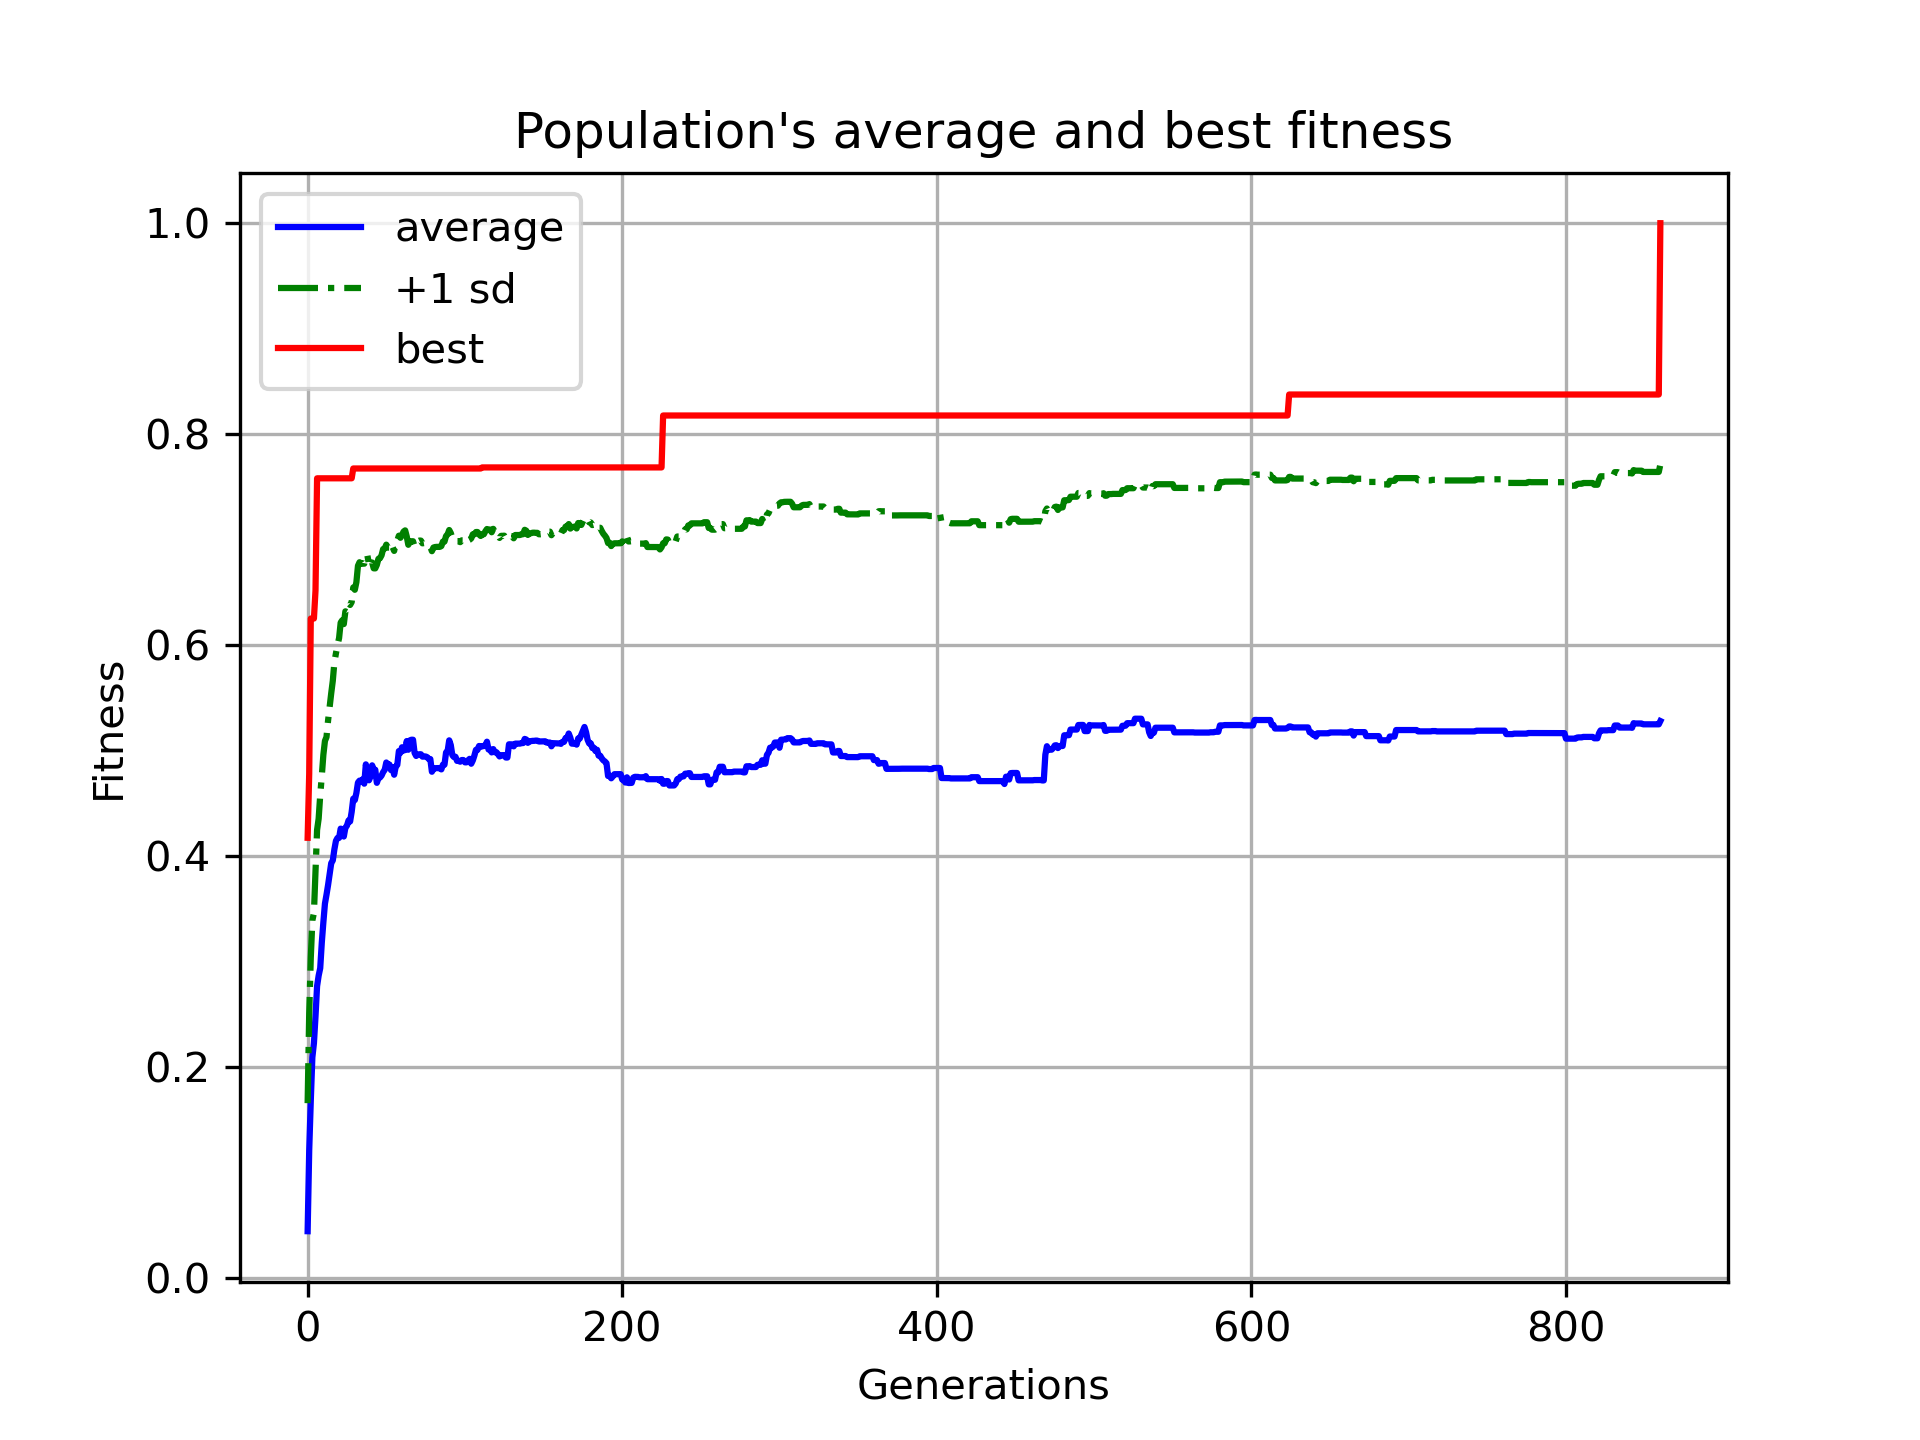 Population's average and best fitness
average
+1 sd
best
1.0
0.8
0.6
0.4
0.2
0.0
Fitness
0 200 400 600 800
Generations